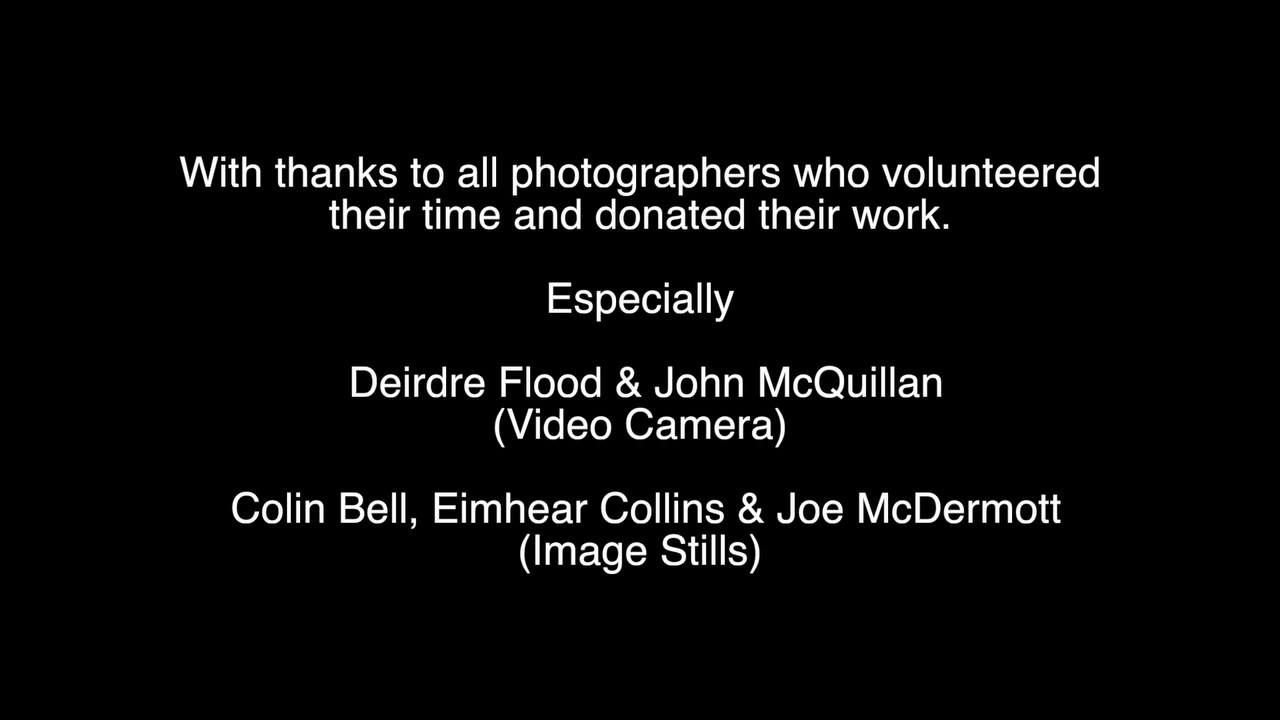 With thanks to all photographers who volunteered
their time and donated their work.
Especially
Deirdre Flood & John McQuillan
(Video Camera)
Colin Bell, Eimhear Collins & Joe McDermott
(Image Stills)